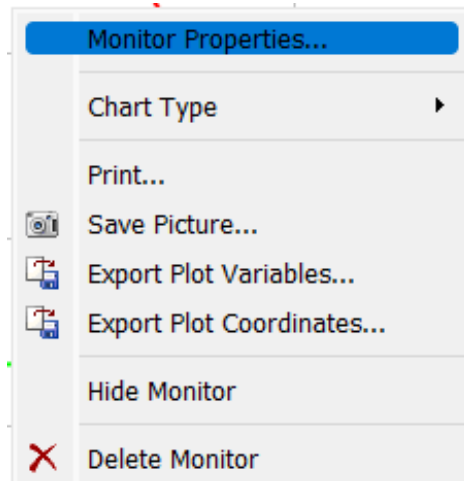 Monitor Properties...
Chart Type
Print...
Save Picture...
Export Plot Variables...
Export Plot Coordinates...
Hide Monitor
Delete Monitor